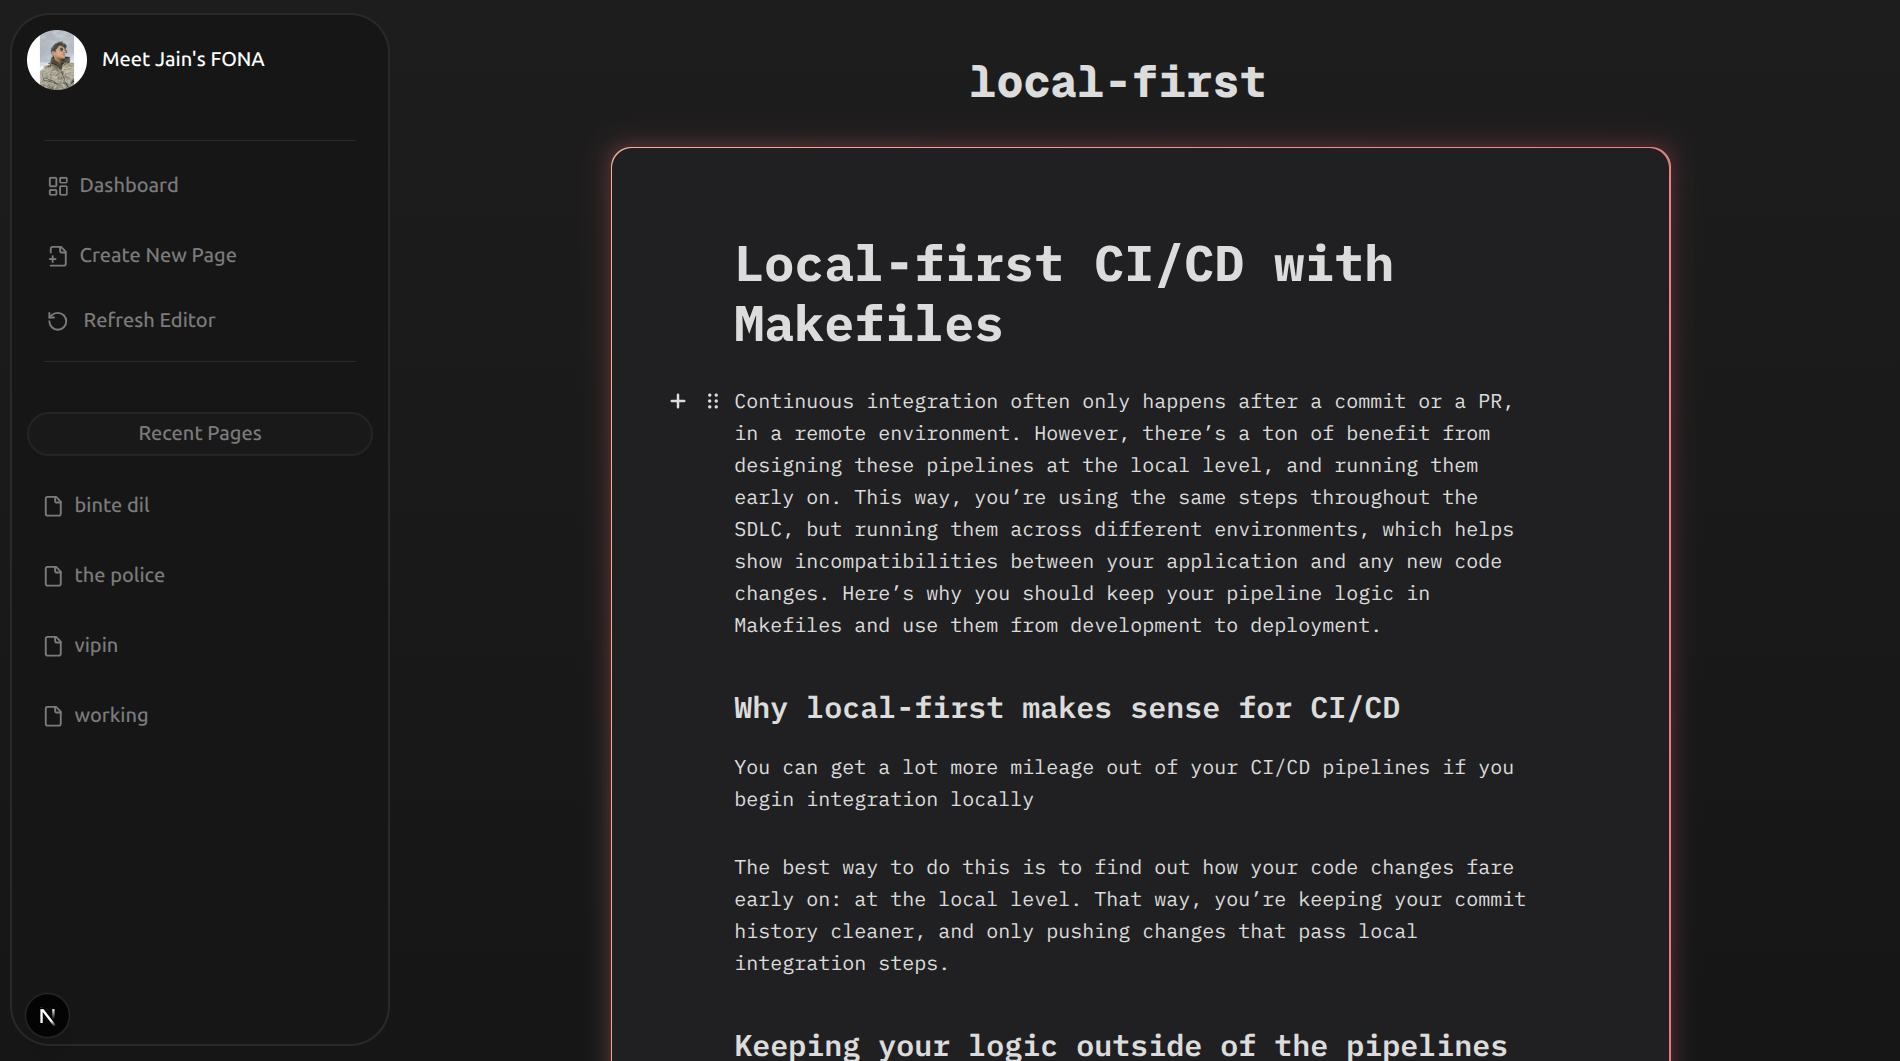 Meet Jain's FONA
Dashboard
Create New Page
Refresh Editor
Recent Pages
binte dil
the police
vipin
working
N
local-first
Local-first CI/CD with
Makefiles
Continuous integration often only happens after a commit or a PR,
in a remote environment. However, there’s a ton of benefit from
designing these pipelines at the local level, and running them
early on. This way, you’re using the same steps throughout the
SDLC, but running them across different environments, which helps
show incompatibilities between your application and any new code
changes. Here’s why you should keep your pipeline logic in
Makefiles and use them from development to deployment.
Why local-first makes sense for CI/CD
You can get a lot more mileage out of your CI/CD pipelines if you
begin integration locally
The best way to do this is to find out how your code changes fare
early on: at the local level. That way, you’re keeping your commit
history cleaner, and only pushing changes that pass local
integration steps.
Keeping your logic outside of the pipelines